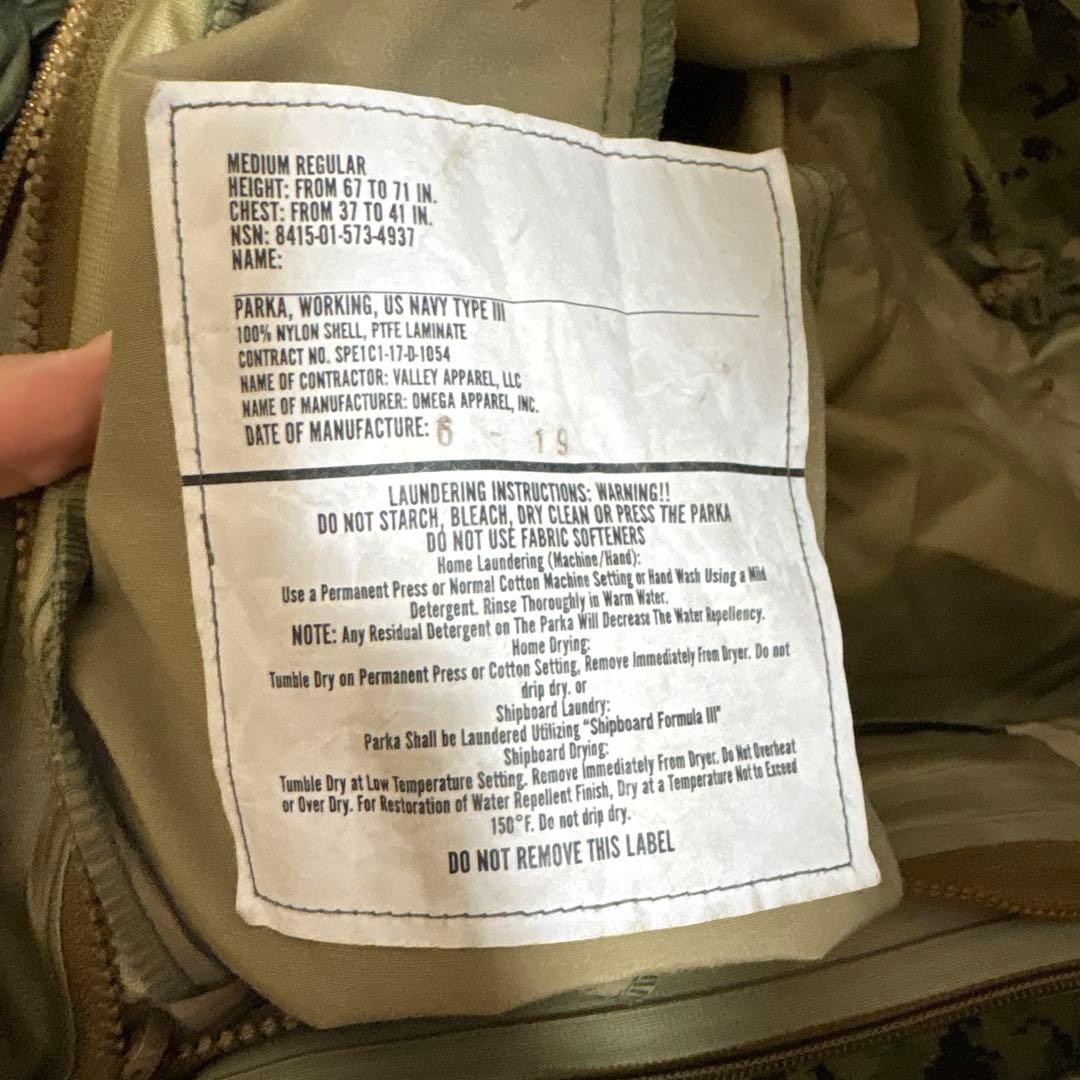 MEDIUM REGULAR
HEIGHT: FROM 67 TO 71 IN.
CHEST: FROM 37 TO 41 IN.
NSN: 8415-01-573-4937
NAME:
PARKA, WORKING, US NAVY TYPE III
100% NYLON SHELL, PTFE LAMINATE
CONTRACT NO. SPE1C1-17-D-1054
NAME OF CONTRACTOR: VALLEY APPAREL, LLC
NAME OF MANUFACTURER: OMEGA APPAREL, INC.
DATE OF MANUFACTURE: 6 - 19
LAUNDERING INSTRUCTIONS: WARNING!!
DO NOT STARCH, BLEACH, DRY CLEAN OR PRESS THE PARKA
DO NOT USE FABRIC SOFTENERS
Home Laundering (Machine/Hand):
Use a Permanent Press or Normal Cotton Machine Setting or Hand Wash Using a Mild
Detergent. Rinse Thoroughly in Warm Water.
NOTE: Any Residual Detergent on The Parka Will Decrease The Water Repellency.
Home Drying:
Tumble Dry on Permanent Press or Cotton Setting, Remove Immediately From Dryer. Do not
drip dry. or
Shipboard Laundry:
Parka Shall be Laundered Utilizing "Shipboard Formula III"
Shipboard Drying:
Tumble Dry at Low Temperature Setting. Remove Immediately From Dryer. Do Not Overheat
or Over Dry. For Restoration of Water Repellent Finish, Dry at a Temperature Not to Exceed
150°F. Do not drip dry.
DO NOT REMOVE THIS LABEL